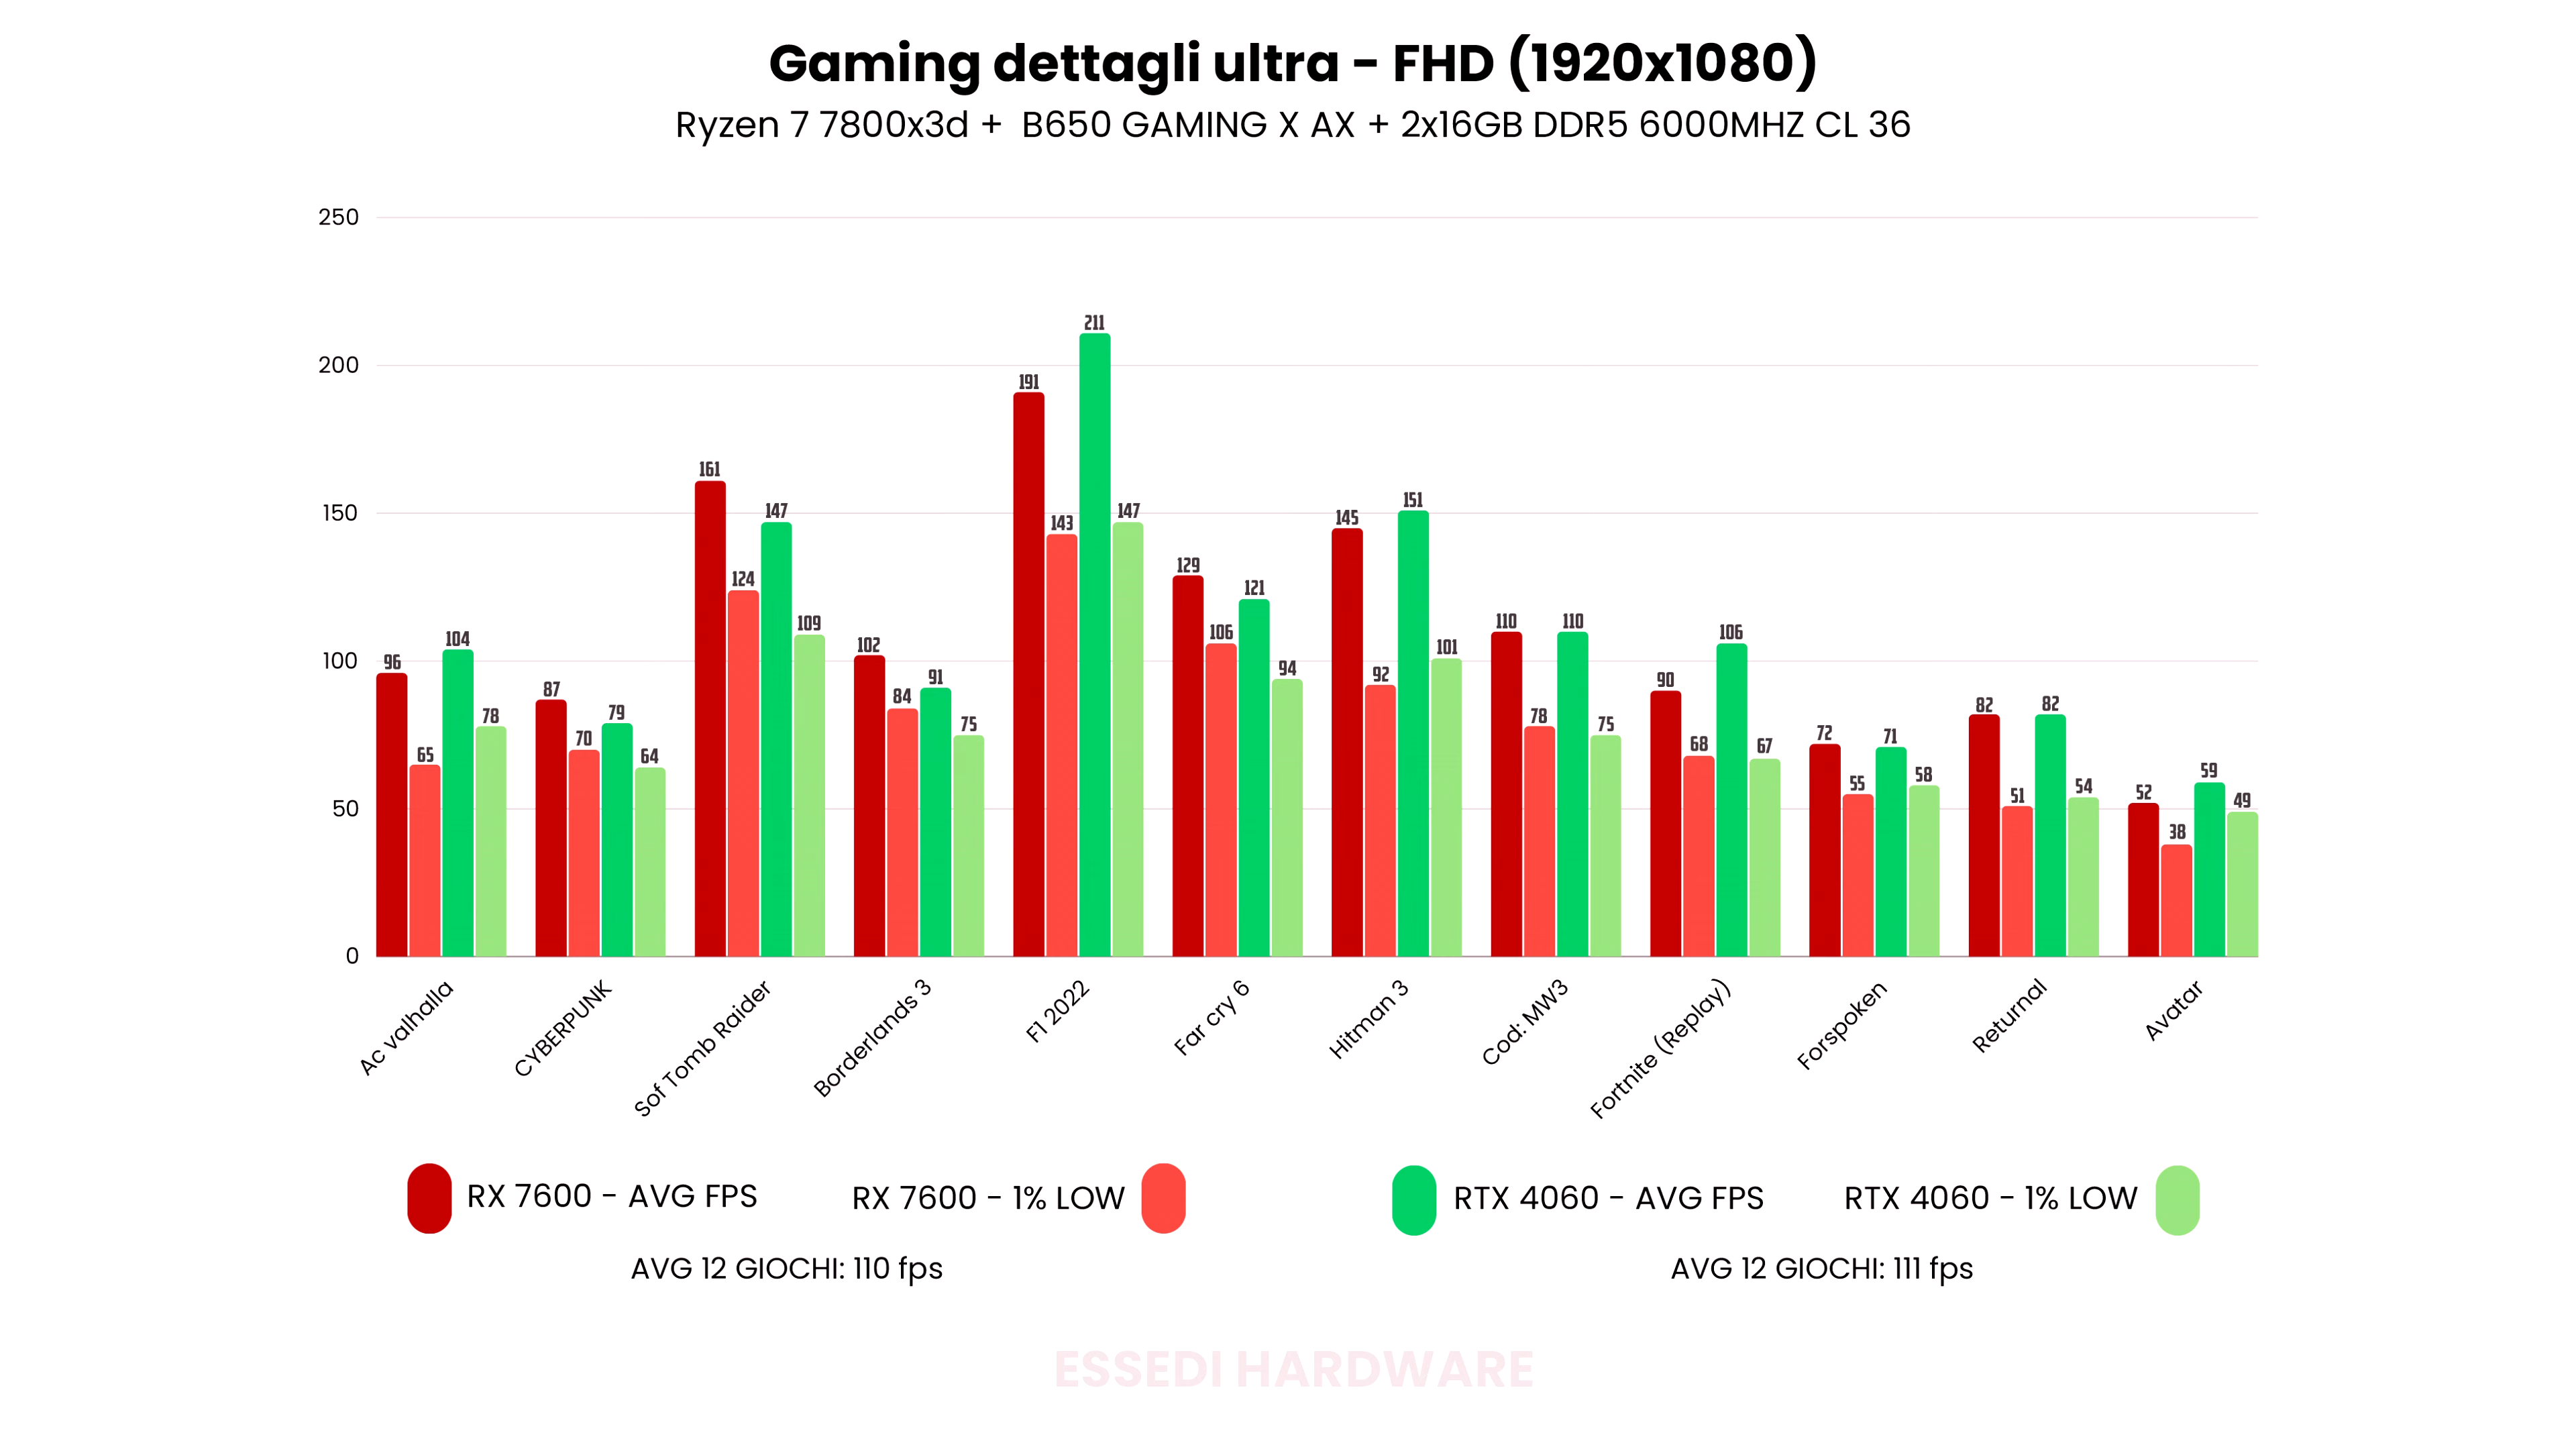 Gaming dettagli ultra - FHD (1920x1080)
Ryzen 7 7800x3d + B650 GAMING X AX + 2x16GB DDR5 6000MHZ CL 36
250
200
150
100
50
0
96 65 104 78
87 70 79 64
161 124 147 109
102 84 91 75
191 143 211 147
129 106 121 94
145 92 151 101
110 78 110 75
90 68 106 67
72 55 71 58
82 51 82 54
52 38 59 49
Ac valhalla
CYBERPUNK
Sof Tomb Raider
Borderlands 3
F1 2022
Far cry 6
Hitman 3
Cod: MW3
Fortnite (Replay)
Forspoken
Returnal
Avatar
RX 7600 - AVG FPS
RX 7600 - 1% LOW
RTX 4060 - AVG FPS
RTX 4060 - 1% LOW
AVG 12 GIOCHI: 110 fps
AVG 12 GIOCHI: 111 fps
ESSEDI HARDWARE